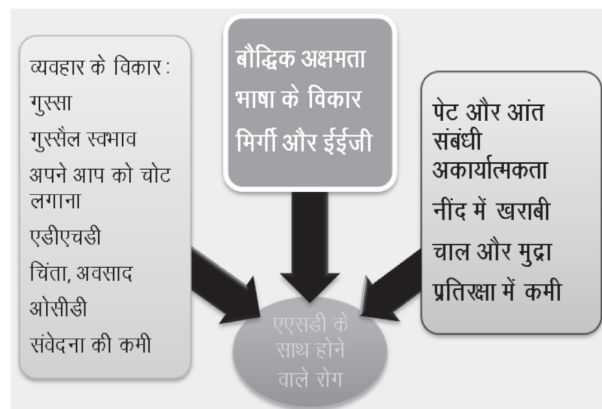 व्यवहार के विकार :
गुस्सा
गुस्सैल स्वभाव
अपने आप को चोट
लगाना
एडीएचडी
चिंता, अवसाद
ओसीडी
संवेदना की कमी
बौद्धिक अक्षमता
भाषा के विकार
मिर्गी और ईईजी
पेट और आंत
संबंधी
अकार्यात्मकता
नींद में खराबी
चाल और मुद्रा
प्रतिरक्षा में कमी
एएसडी के
साथ होने
वाले रोग